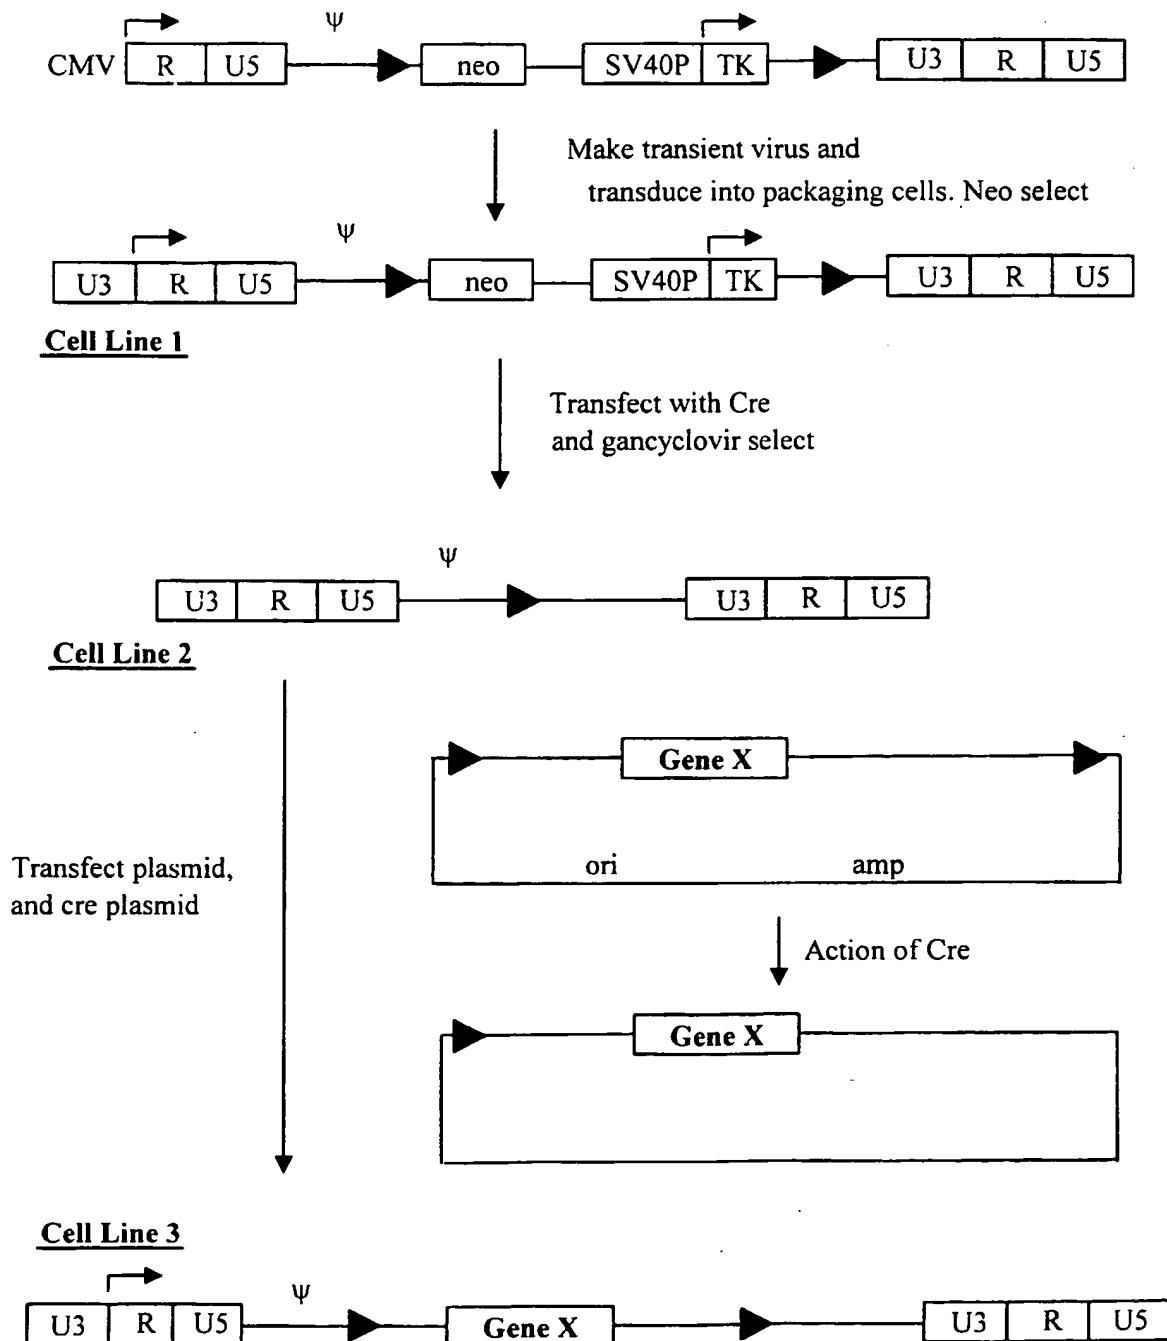 ψ
CMV R U5 neo SV40P TK U3 R U5
Make transient virus and
transduce into packaging cells. Neo select
ψ
U3 R U5 neo SV40P TK U3 R U5
Cell Line 1
Transfect with Cre
and gancyclovir select
ψ
U3 R U5 U3 R U5
Cell Line 2
Gene X
ori amp
Transfect plasmid,
and cre plasmid
Action of Cre
Gene X
Cell Line 3
ψ
U3 R U5 Gene X U3 R U5